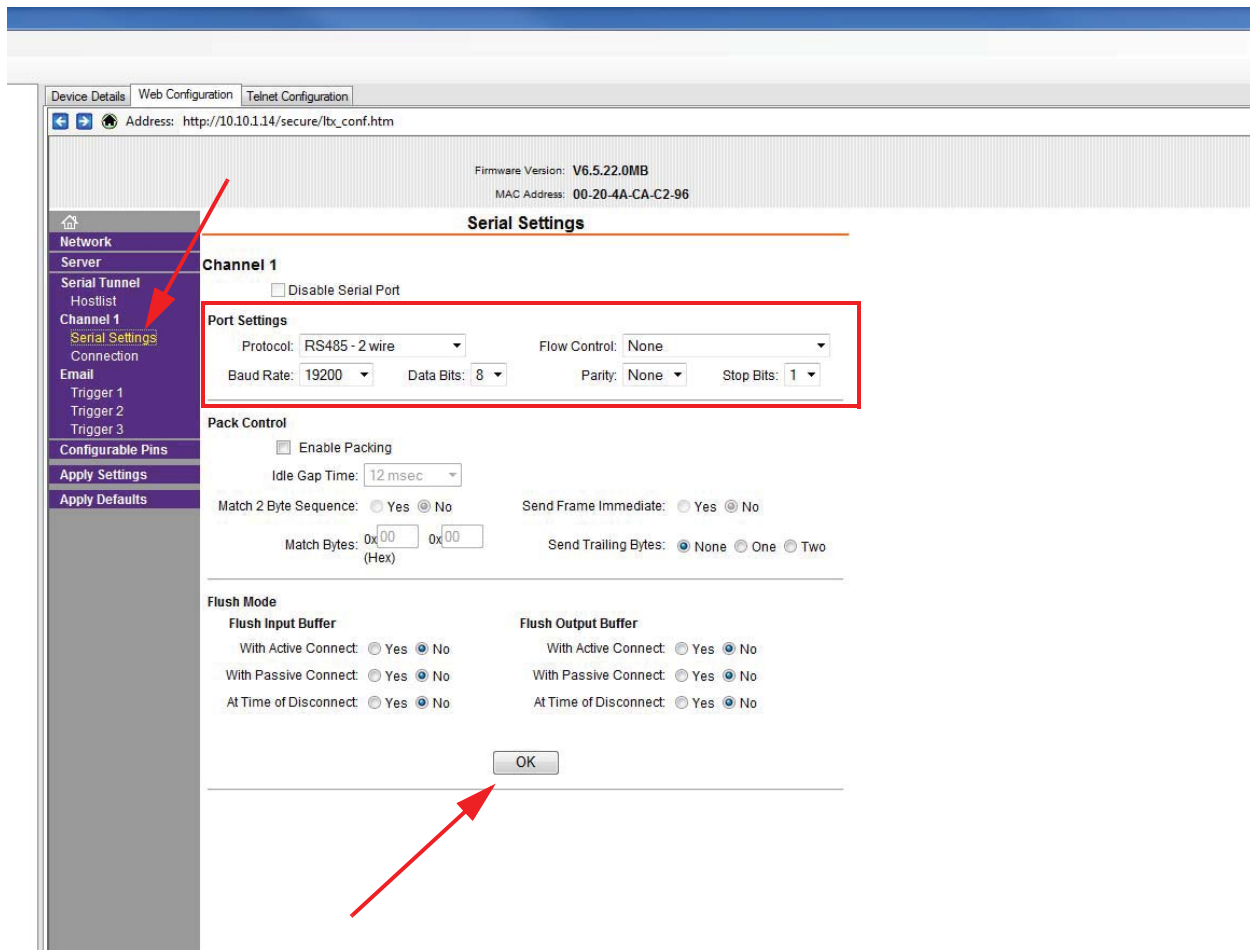 Device Details Web Configuration Telnet Configuration
Address: http://10.10.1.14/secure/ltx_conf.htm
Firmware Version: V6.5.22.0MB
MAC Address: 00-20-4A-CA-C2-96
Network
Server
Serial Tunnel
Hostlist
Channel 1
Serial Settings
Connection
Email
Trigger 1
Trigger 2
Trigger 3
Configurable Pins
Apply Settings
Apply Defaults
Serial Settings
Channel 1
Disable Serial Port
Port Settings
Protocol: RS485 - 2 wire Flow Control: None
Baud Rate: 19200 Data Bits: 8 Parity: None Stop Bits: 1
Pack Control
Enable Packing
Idle Gap Time: 12 msec
Match 2 Byte Sequence: Yes No Send Frame Immediate: Yes No
Match Bytes: 0x 00 0x 00 Send Trailing Bytes: None One Two
(Hex)
Flush Mode
Flush Input Buffer Flush Output Buffer
With Active Connect: Yes No With Active Connect: Yes No
With Passive Connect: Yes No With Passive Connect: Yes No
At Time of Disconnect: Yes No At Time of Disconnect: Yes No
OK